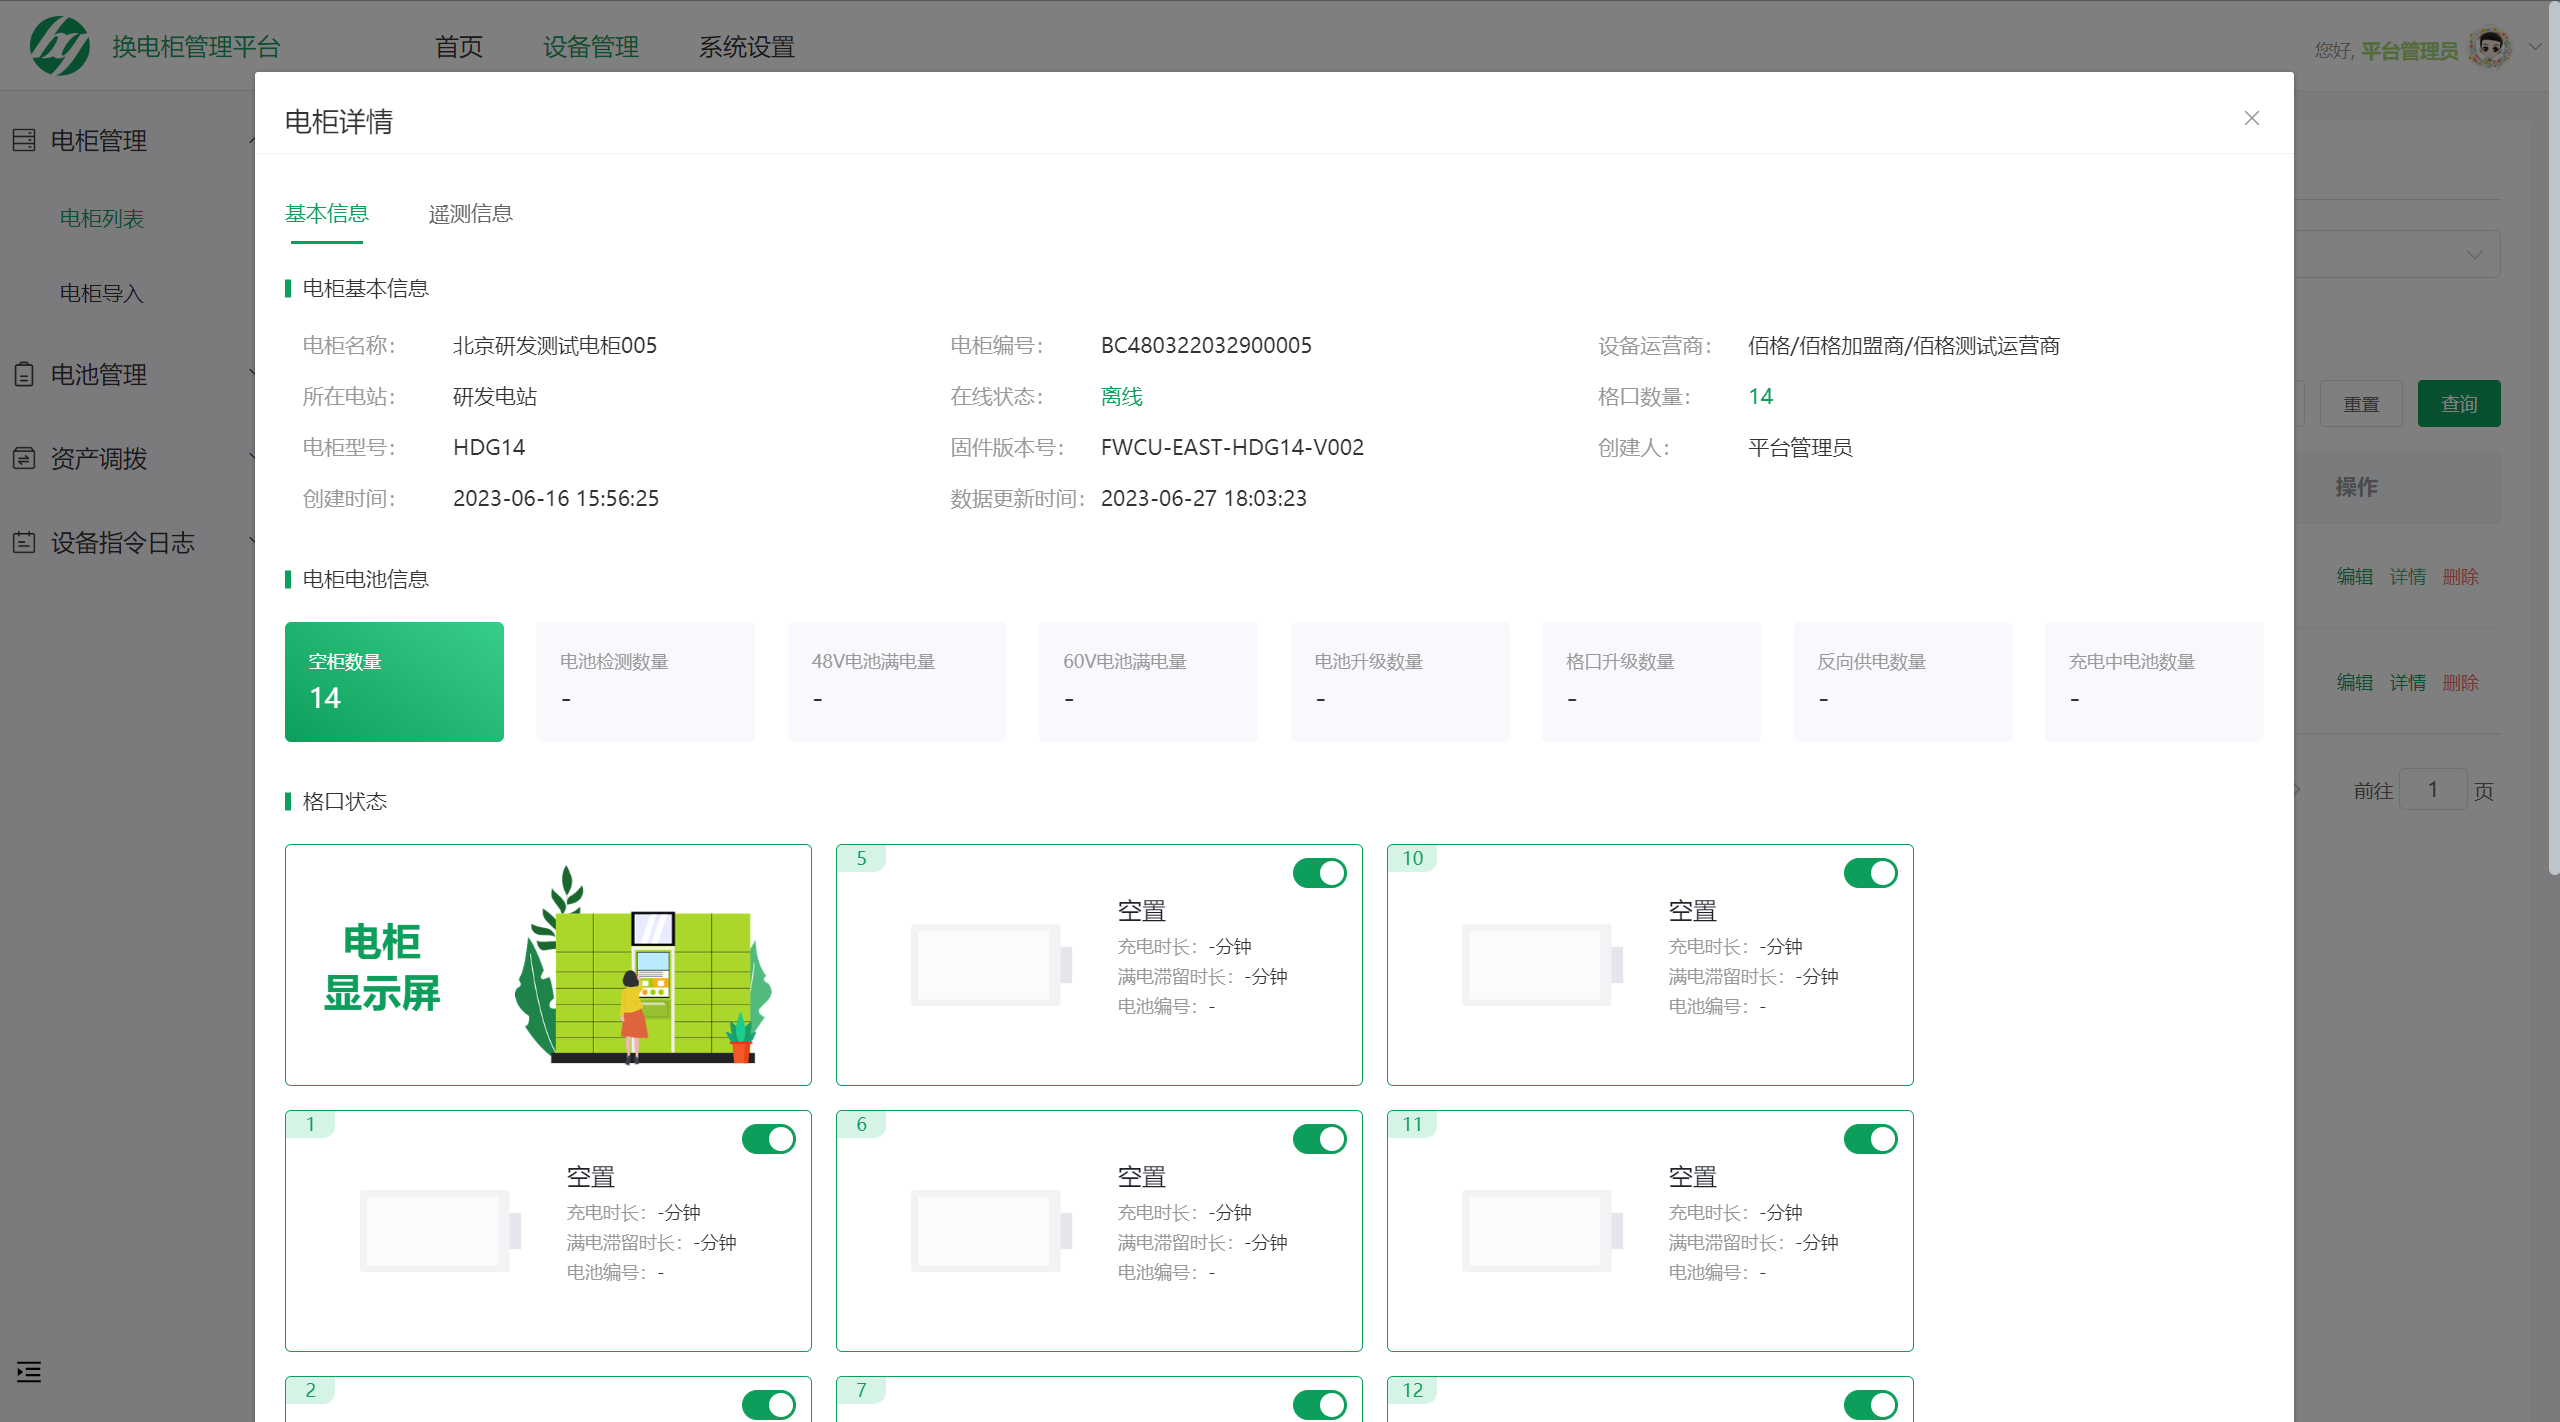 换电柜管理平台
首页
设备管理
系统设置
您好, 平台管理员
电柜管理
电柜列表
电柜导入
电池管理
资产调拨
设备指令日志
电柜详情
基本信息
遥测信息
电柜基本信息
电柜名称： 北京研发测试电柜005
电柜编号： BC480322032900005
设备运营商： 佰格/佰格加盟商/佰格测试运营商
所在电站： 研发电站
在线状态： 离线
格口数量： 14
电柜型号： HDG14
固件版本号： FWCU-EAST-HDG14-V002
创建人： 平台管理员
创建时间： 2023-06-16 15:56:25
数据更新时间： 2023-06-27 18:03:23
电柜电池信息
空柜数量
14
电池检测数量
-
48V电池满电量
-
60V电池满电量
-
电池升级数量
-
格口升级数量
-
反向供电数量
-
充电中电池数量
-
格口状态
电柜
显示屏
5
空置
充电时长： -分钟
满电滞留时长： -分钟
电池编号： -
10
空置
充电时长： -分钟
满电滞留时长： -分钟
电池编号： -
1
空置
充电时长： -分钟
满电滞留时长： -分钟
电池编号： -
6
空置
充电时长： -分钟
满电滞留时长： -分钟
电池编号： -
11
空置
充电时长： -分钟
满电滞留时长： -分钟
电池编号： -
2
7
12
重置
查询
操作
编辑 详情 删除
编辑 详情 删除
前往 1 页